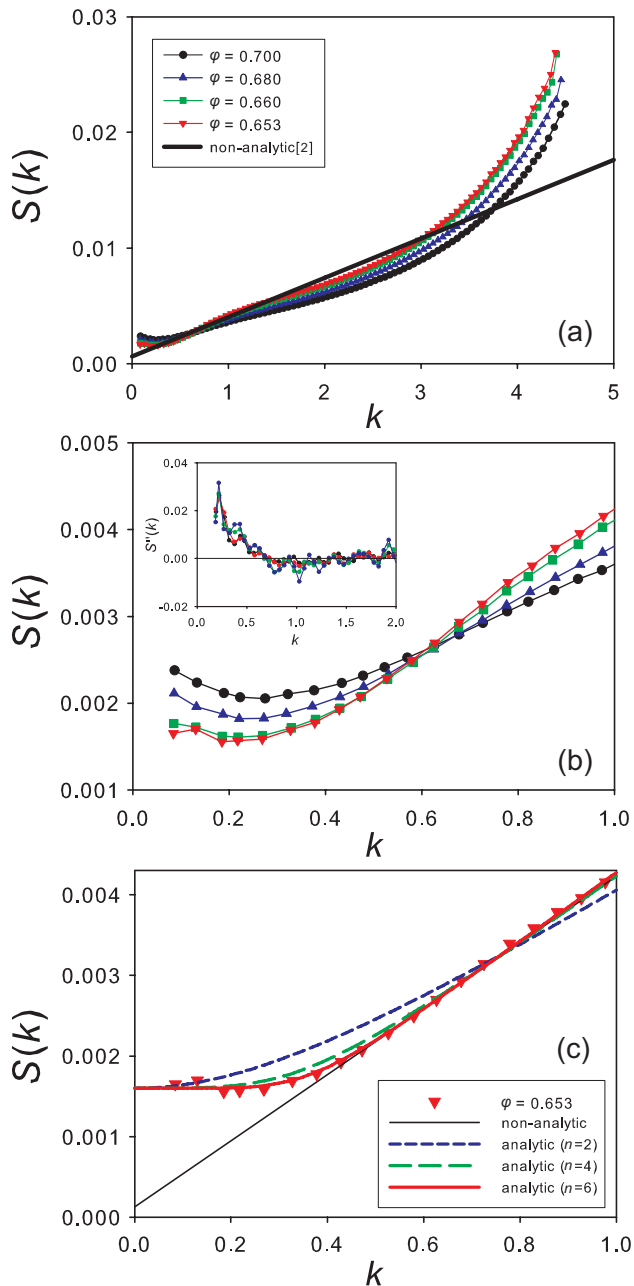 0.03
0.02
0.01
0.00
S(k)
φ = 0.700
φ = 0.680
φ = 0.660
φ = 0.653
non-analytic[2]
(a)
0 1 2 3 4 5
k
0.005
0.004
0.003
0.002
0.001
S(k)
0.04
0.02
0.00
-0.02
S"(k)
0.0 0.5 1.0 1.5 2.0
k
(b)
0.0 0.2 0.4 0.6 0.8 1.0
k
0.004
0.003
0.002
0.001
0.000
S(k)
(c)
φ = 0.653
non-analytic
analytic (n=2)
analytic (n=4)
analytic (n=6)
0.0 0.2 0.4 0.6 0.8 1.0
k